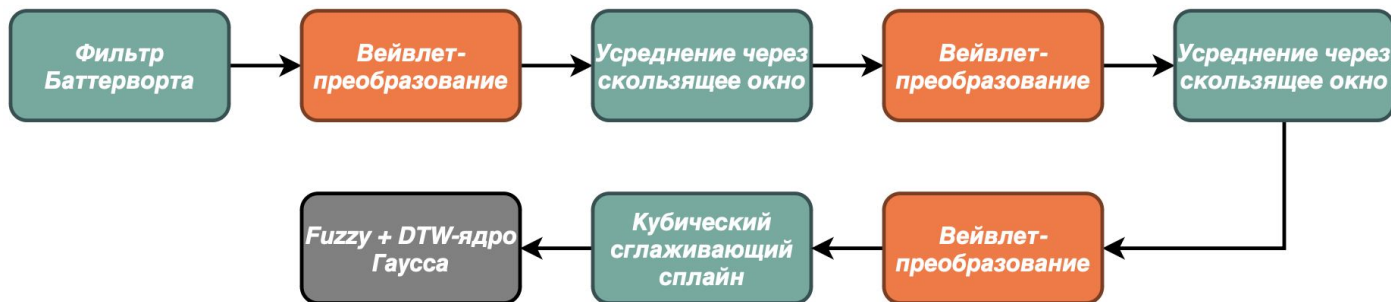 Фильтр
Баттерворта
Вейвлет-
преобразование
Усреднение через
скользящее окно
Вейвлет-
преобразование
Усреднение через
скользящее окно
Вейвлет-
преобразование
Кубический
сглаживающий
сплайн
Fuzzy + DTW-ядро
Гаусса